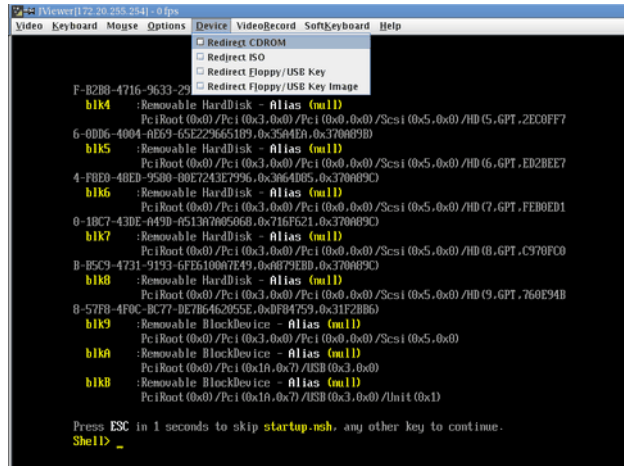 JViewer[172.20.255.254] - 0 fps
Video Keyboard Mouse Options Device VideoRecord SoftKeyboard Help
Redirect CDROM
Redirect ISO
Redirect Floppy/USB Key
Redirect Floppy/USB Key Image
F-B2B8-4716-9633-29
blk4 :Removable HardDisk - Alias (null)
PciRoot(0x0)/Pci(0x3,0x0)/Pci(0x0,0x0)/Scsi(0x5,0x0)/HD(5,GPT,2EC0FF7
6-0DD6-4004-AE69-65E229665189,0x35A4EA,0x370A89B)
blk5 :Removable HardDisk - Alias (null)
PciRoot(0x0)/Pci(0x3,0x0)/Pci(0x0,0x0)/Scsi(0x5,0x0)/HD(6,GPT,ED2BEE7
4-F8E0-48ED-9580-80E7243E7996,0x3A64D85,0x370A89C)
blk6 :Removable HardDisk - Alias (null)
PciRoot(0x0)/Pci(0x3,0x0)/Pci(0x0,0x0)/Scsi(0x5,0x0)/HD(7,GPT,FEB0ED1
0-18C7-43DE-A49D-A513A7A05068,0x716F621,0x370A89C)
blk7 :Removable HardDisk - Alias (null)
PciRoot(0x0)/Pci(0x3,0x0)/Pci(0x0,0x0)/Scsi(0x5,0x0)/HD(8,GPT,C970FC0
B-B5C9-4731-9193-6FE6100A7E49,0xA879EBD,0x370A89C)
blk8 :Removable HardDisk - Alias (null)
PciRoot(0x0)/Pci(0x3,0x0)/Pci(0x0,0x0)/Scsi(0x5,0x0)/HD(9,GPT,760E94B
8-57F8-4F0C-BC77-DE7B6462055E,0xDF84759,0x31F2BB6)
blk9 :Removable BlockDevice - Alias (null)
PciRoot(0x0)/Pci(0x3,0x0)/Pci(0x0,0x0)/Scsi(0x5,0x0)
blkA :Removable BlockDevice - Alias (null)
PciRoot(0x0)/Pci(0x1A,0x7)/USB(0x3,0x0)
blkB :Removable BlockDevice - Alias (null)
PciRoot(0x0)/Pci(0x1A,0x7)/USB(0x3,0x0)/Unit(0x1)
Press ESC in 1 seconds to skip startup.nsh, any other key to continue.
Shell> _